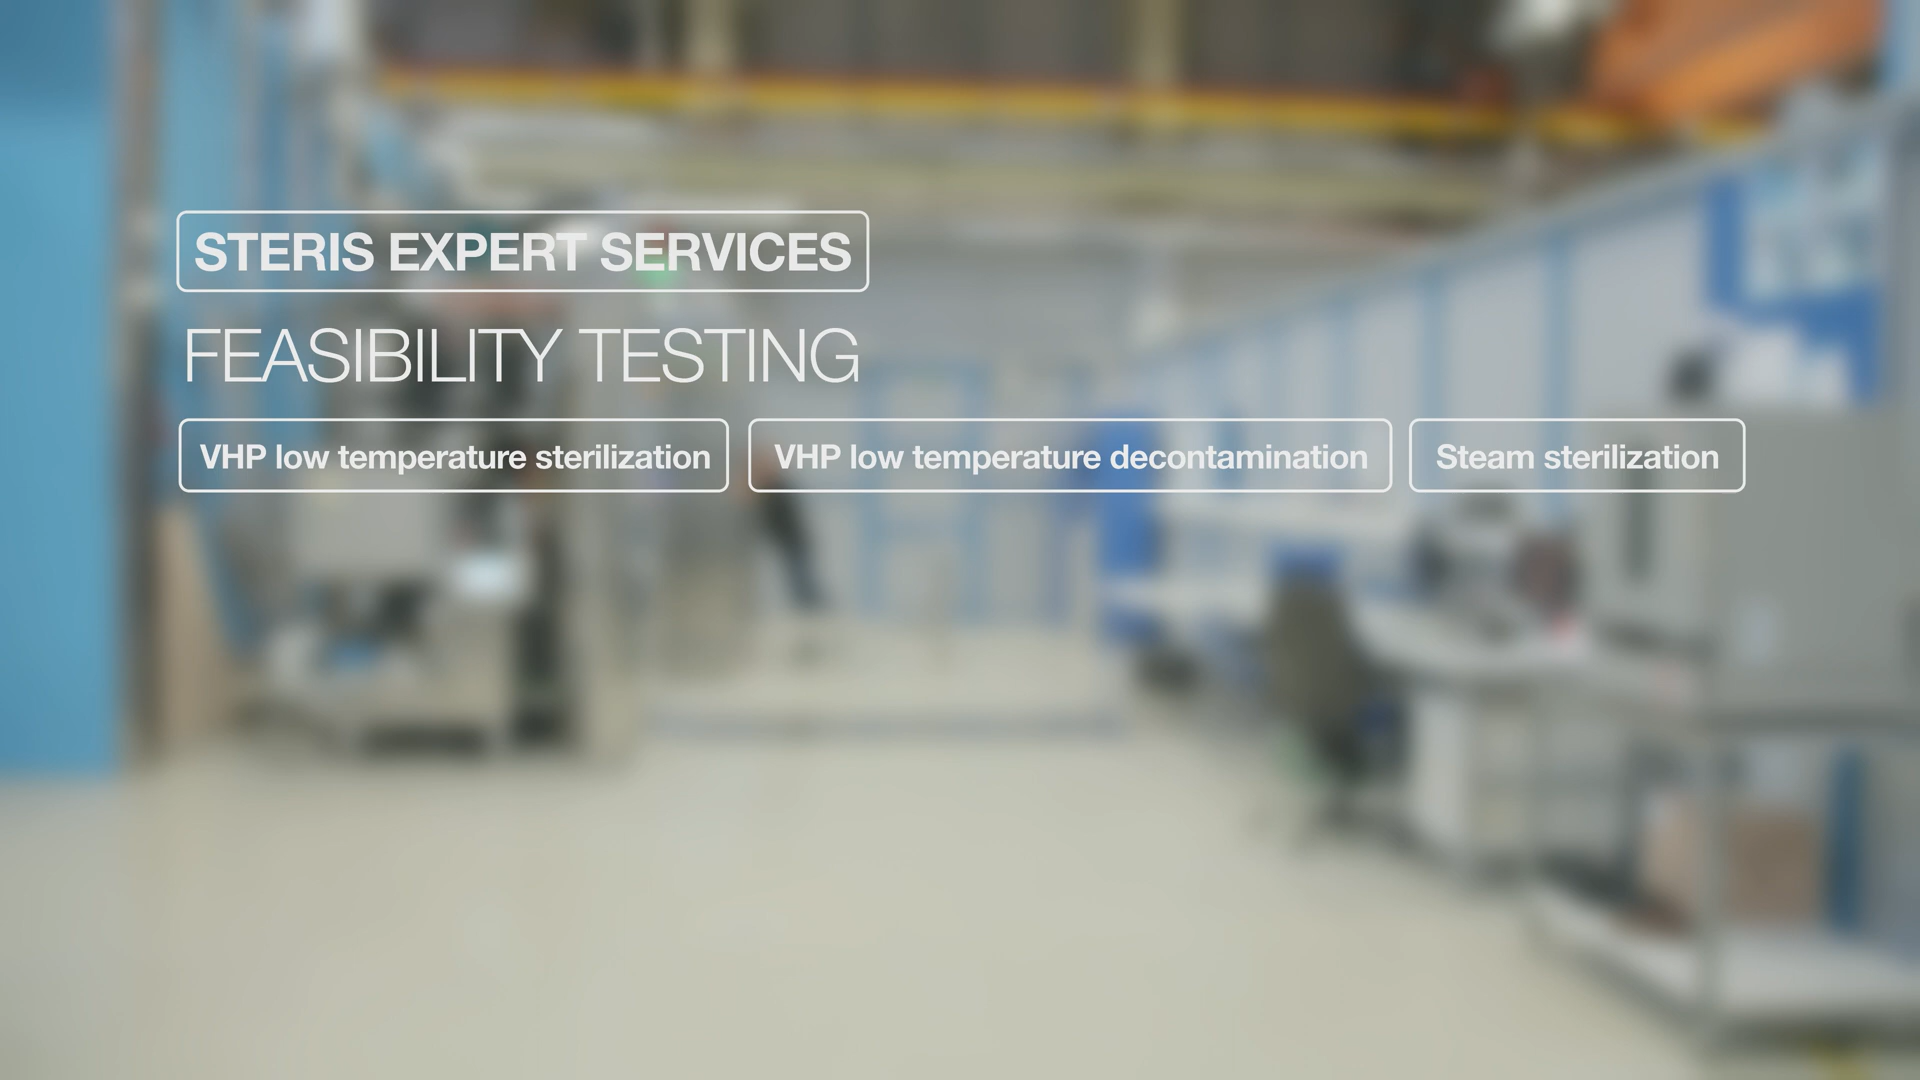 STERIS EXPERT SERVICES
FEASIBILITY TESTING
VHP low temperature sterilization
VHP low temperature decontamination
Steam sterilization